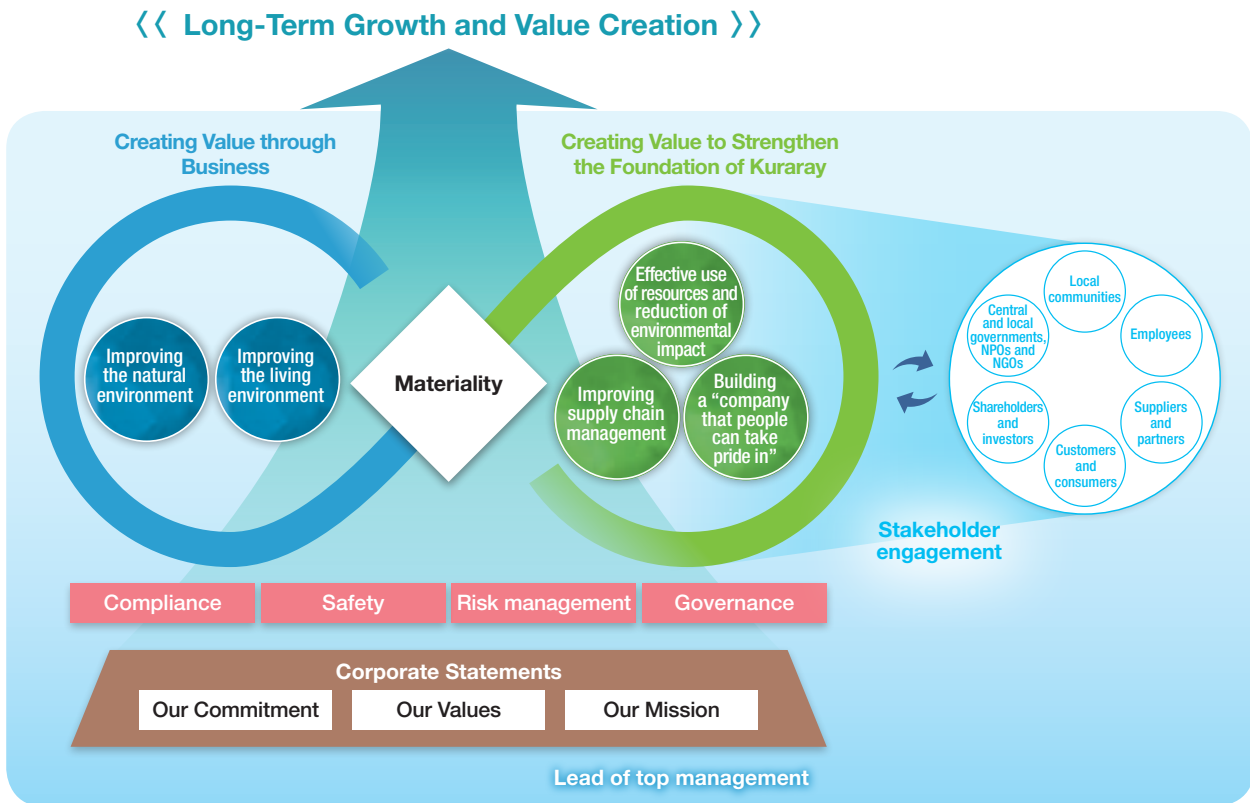 《 Long-Term Growth and Value Creation 》
Creating Value through
Business
Creating Value to Strengthen
the Foundation of Kuraray
Improving
the natural
environment
Improving
the living
environment
Materiality
Effective use
of resources and
reduction of
environmental
impact
Improving
supply chain
management
Building
a “company
that people
can take
pride in”
Local
communities
Central
and local
governments,
NPOs and
NGOs
Employees
Shareholders
and
investors
Suppliers
and
partners
Customers
and
consumers
Stakeholder
engagement
Compliance
Safety
Risk management
Governance
Corporate Statements
Our Commitment
Our Values
Our Mission
Lead of top management